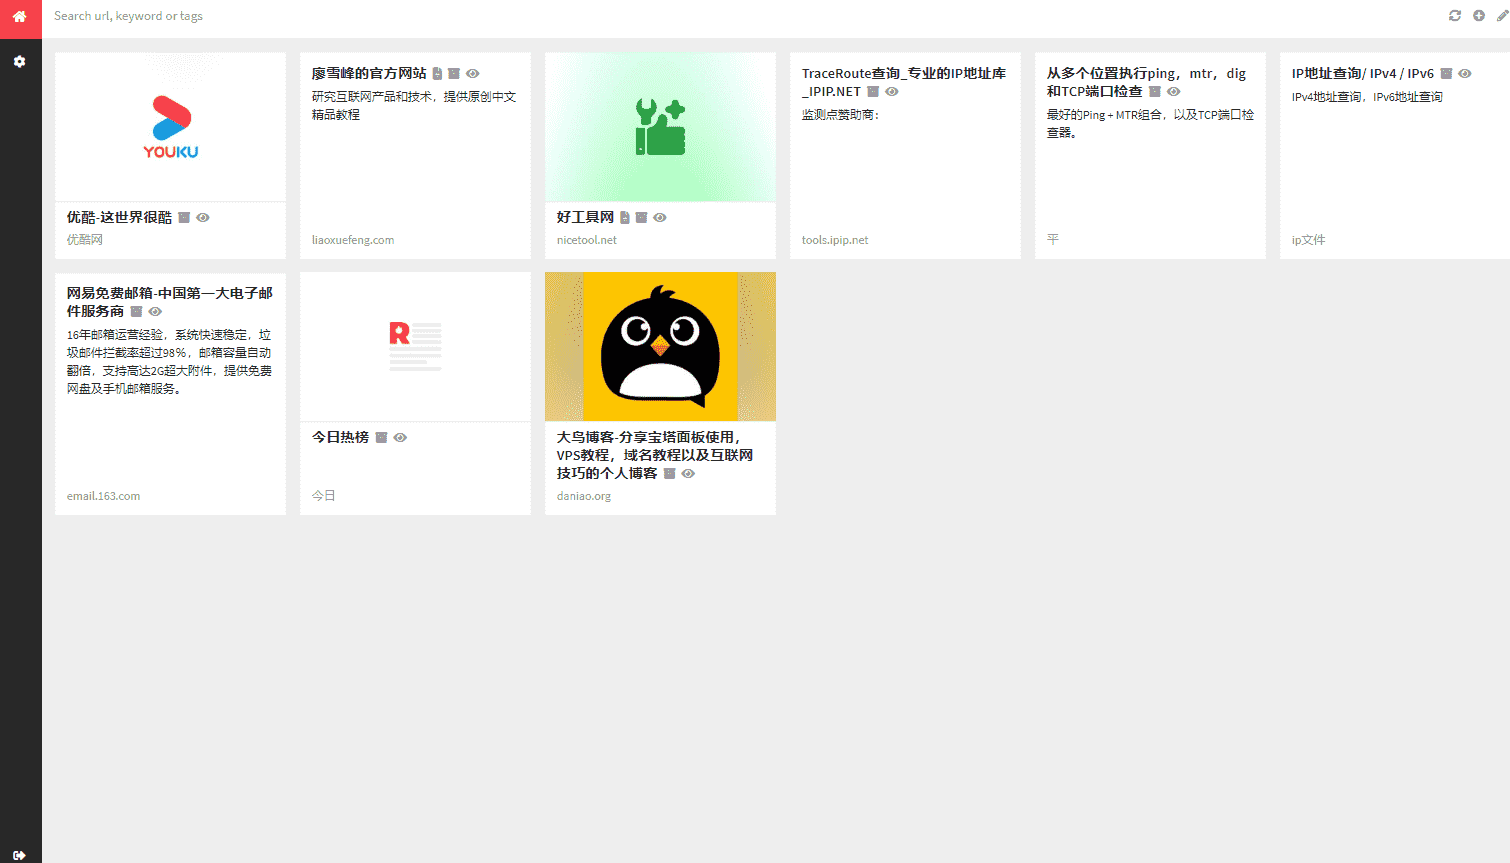 Search url, keyword or tags
YOUKU
优酷-这世界很酷
优酷网
廖雪峰的官方网站
研究互联网产品和技术，提供原创中文
精品教程
liaoxuefeng.com
好工具网
nicetool.net
TraceRoute查询_专业的IP地址库
_IPIP.NET
监测点赞助商：
tools.ipip.net
从多个位置执行ping，mtr，dig
和TCP端口检查
最好的Ping + MTR组合，以及TCP端口检
查器。
平
IP地址查询/ IPv4 / IPv6
IPv4地址查询，IPv6地址查询
ip文件
网易免费邮箱-中国第一大电子邮
件服务商
16年邮箱运营经验，系统快速稳定，垃
圾邮件拦截率超过98%，邮箱容量自动
翻倍，支持高达2G超大附件，提供免费
网盘及手机邮箱服务。
email.163.com
R
今日热榜
今日
大鸟博客-分享宝塔面板使用，
VPS教程，域名教程以及互联网
技巧的个人博客
daniao.org